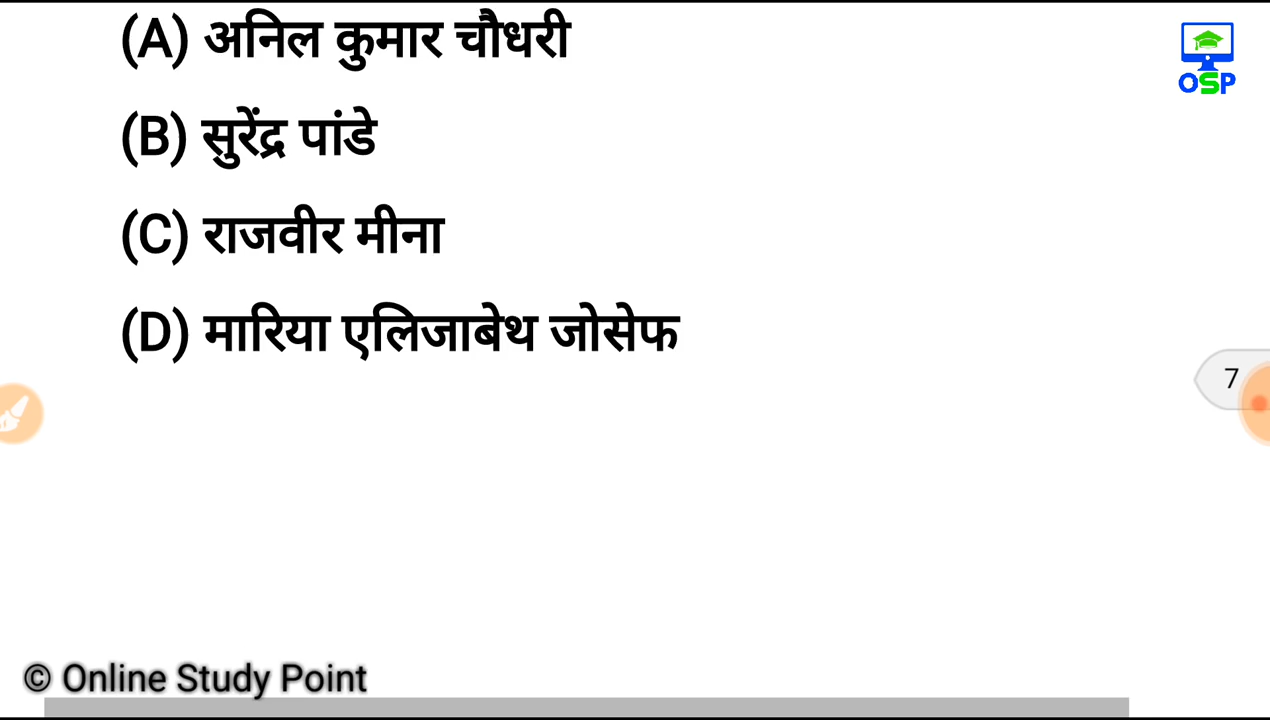 (A) अनिल कुमार चौधरी
OSP
(B) सुरेंद्र पांडे
(C) राजवीर मीना
(D) मारिया एलिजाबेथ जोसेफ
7
© Online Study Point